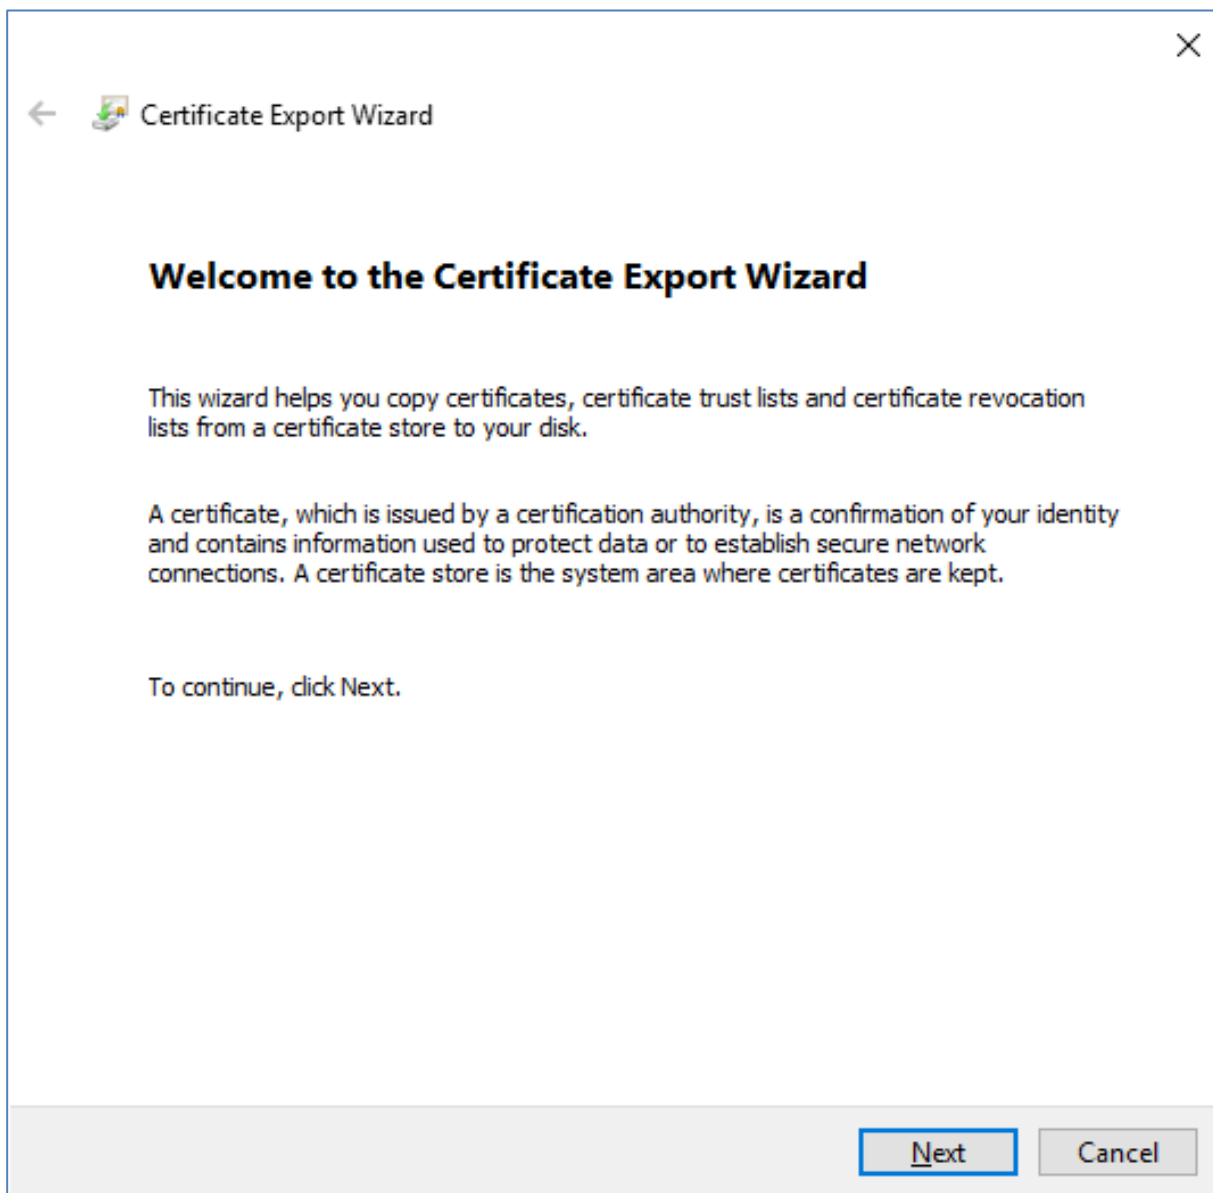 Certificate Export Wizard
Welcome to the Certificate Export Wizard
This wizard helps you copy certificates, certificate trust lists and certificate revocation
lists from a certificate store to your disk.
A certificate, which is issued by a certification authority, is a confirmation of your identity
and contains information used to protect data or to establish secure network
connections. A certificate store is the system area where certificates are kept.
To continue, click Next.
Next
Cancel